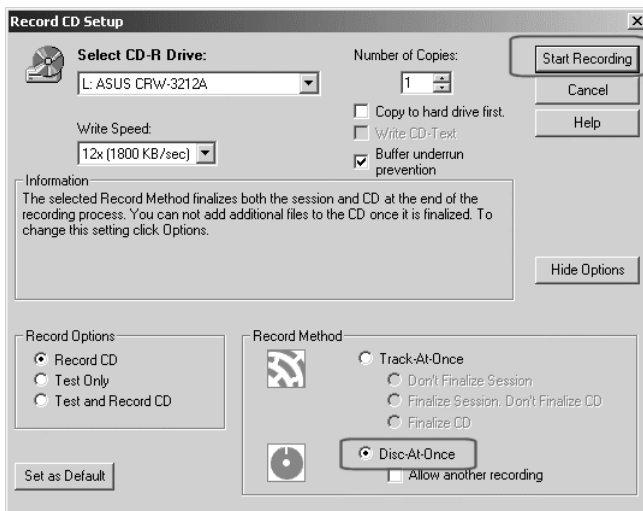 Record CD Setup
Select CD-R Drive:
L: ASUS CRW-3212A
Write Speed:
12x (1800 KB/sec)
Number of Copies:
1
Copy to hard drive first.
Write CD-Text
Buffer underrun
prevention
Start Recording
Cancel
Help
Information
The selected Record Method finalizes both the session and CD at the end of the
recording process. You can not add additional files to the CD once it is finalized. To
change this setting click Options.
Hide Options
Record Options
Record CD
Test Only
Test and Record CD
Set as Default
Record Method
Track-At-Once
Don't Finalize Session
Finalize Session. Don't Finalize CD
Finalize CD
Disc-At-Once
Allow another recording